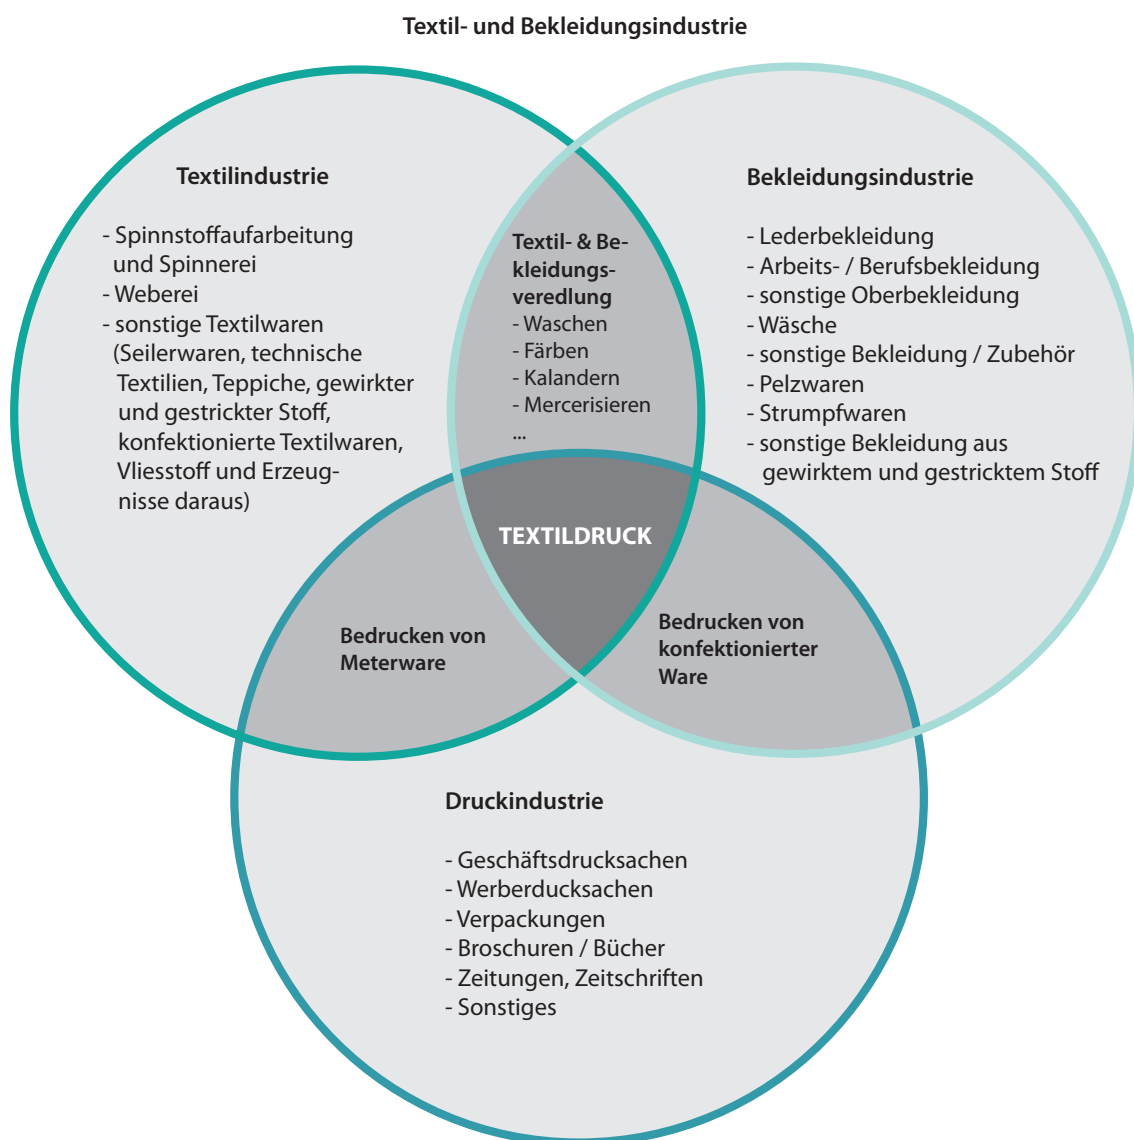 Textil- und Bekleidungsindustrie
Textilindustrie
- Spinnstoffaufarbeitung
und Spinnerei
- Weberei
- sonstige Textilwaren
(Seilerwaren, technische
Textilien, Teppiche, gewirkter
und gestrickter Stoff,
konfektionierte Textilwaren,
Vliesstoff und Erzeug-
nisse daraus)
Textil- & Be-
kleidungs-
veredlung
- Waschen
- Färben
- Kalandern
- Mercerisieren
...
Bekleidungsindustrie
- Lederbekleidung
- Arbeits- / Berufsbekleidung
- sonstige Oberbekleidung
- Wäsche
- sonstige Bekleidung / Zubehör
- Pelzwaren
- Strumpfwaren
- sonstige Bekleidung aus
gewirktem und gestricktem Stoff
TEXTILDRUCK
Bedrucken von
Meterware
Bedrucken von
konfektionierter
Ware
Druckindustrie
- Geschäftsdrucksachen
- Werberducksachen
- Verpackungen
- Broschuren / Bücher
- Zeitungen, Zeitschriften
- Sonstiges